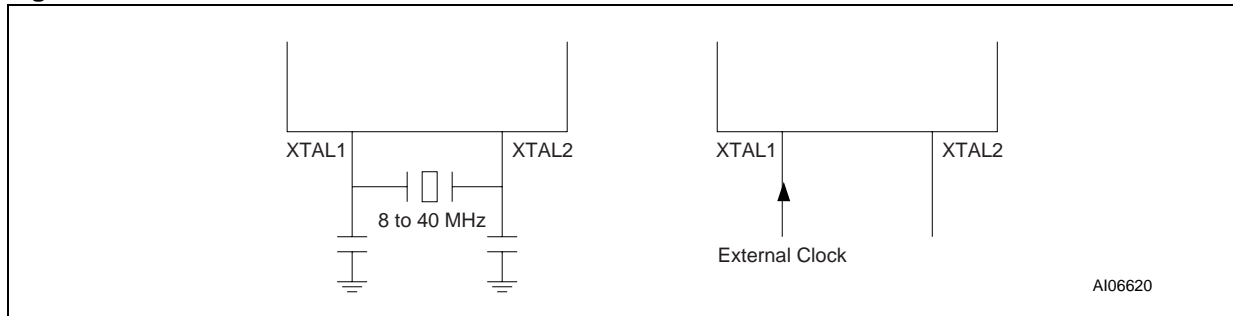 XTAL1
XTAL2
8 to 40 MHz
XTAL1
XTAL2
External Clock
AI06620